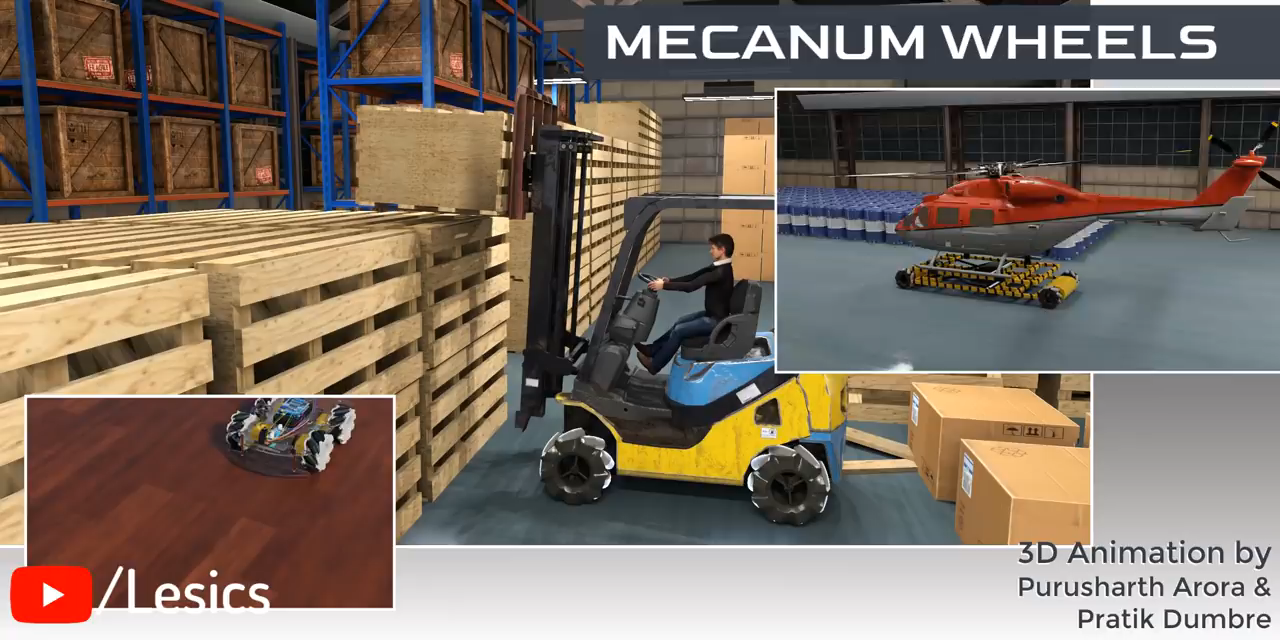 MECANUM WHEELS
/Lesics
3D Animation by
Purusharth Arora &
Pratik Dumbre